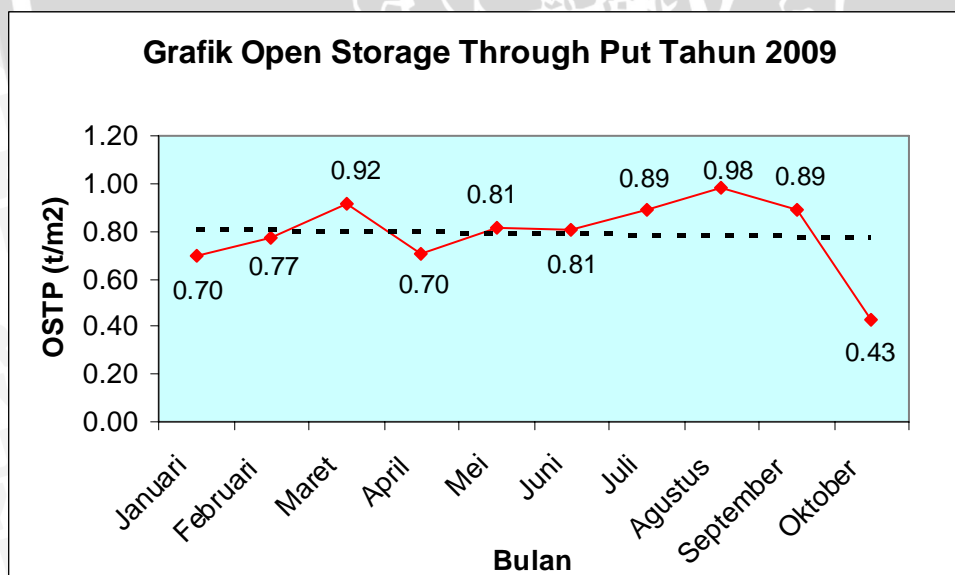 Grafik Open Storage Through Put Tahun 2009
OSTP (t/m2)
1.20
1.00
0.80
0.60
0.40
0.20
0.00
0.70
0.77
0.92
0.70
0.81
0.81
0.89
0.98
0.89
0.43
Januari
Februari
Maret
April
Mei
Juni
Juli
Agustus
September
Oktober
Bulan